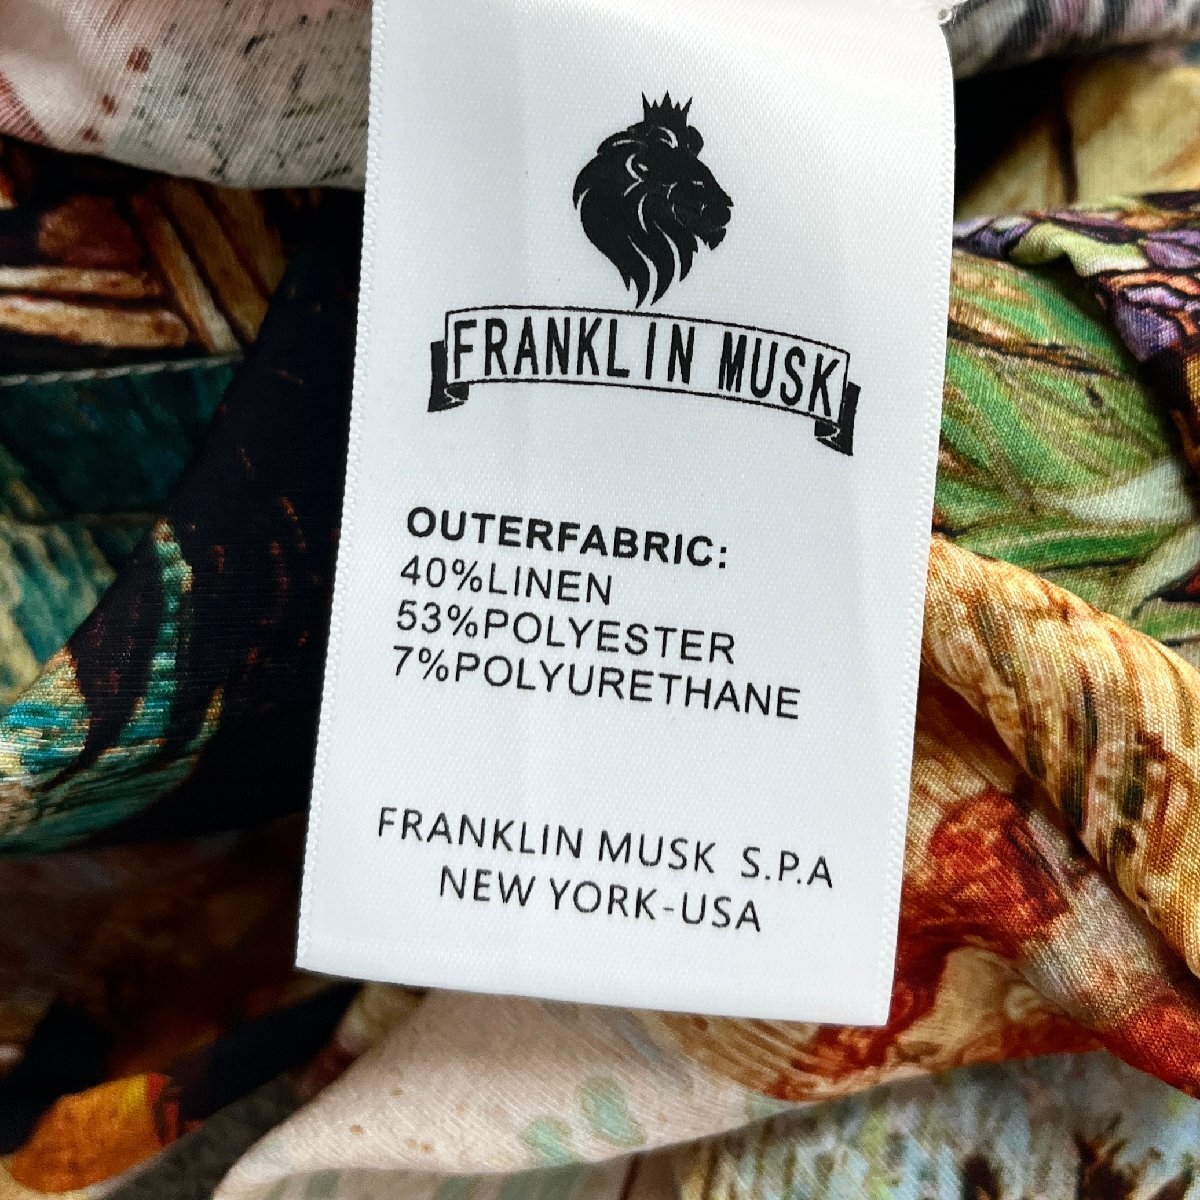 FRANKLIN MUSK
OUTERFABRIC:
40%LINEN
53%POLYESTER
7%POLYURETHANE
FRANKLIN MUSK S.P.A
NEW YORK-USA